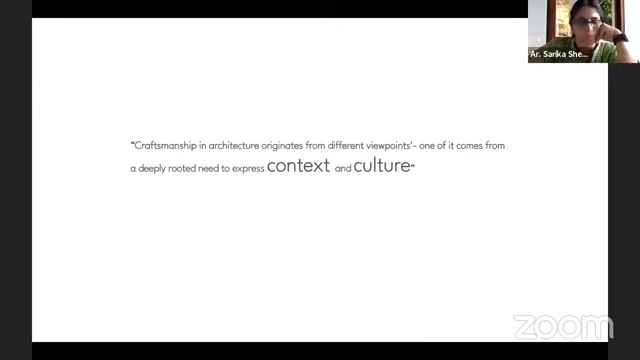 Ar. Sarika She...
"Craftsmanship in architecture originates from different viewpoints'- one of it comes from
a deeply rooted need to express context and culture"
zoom